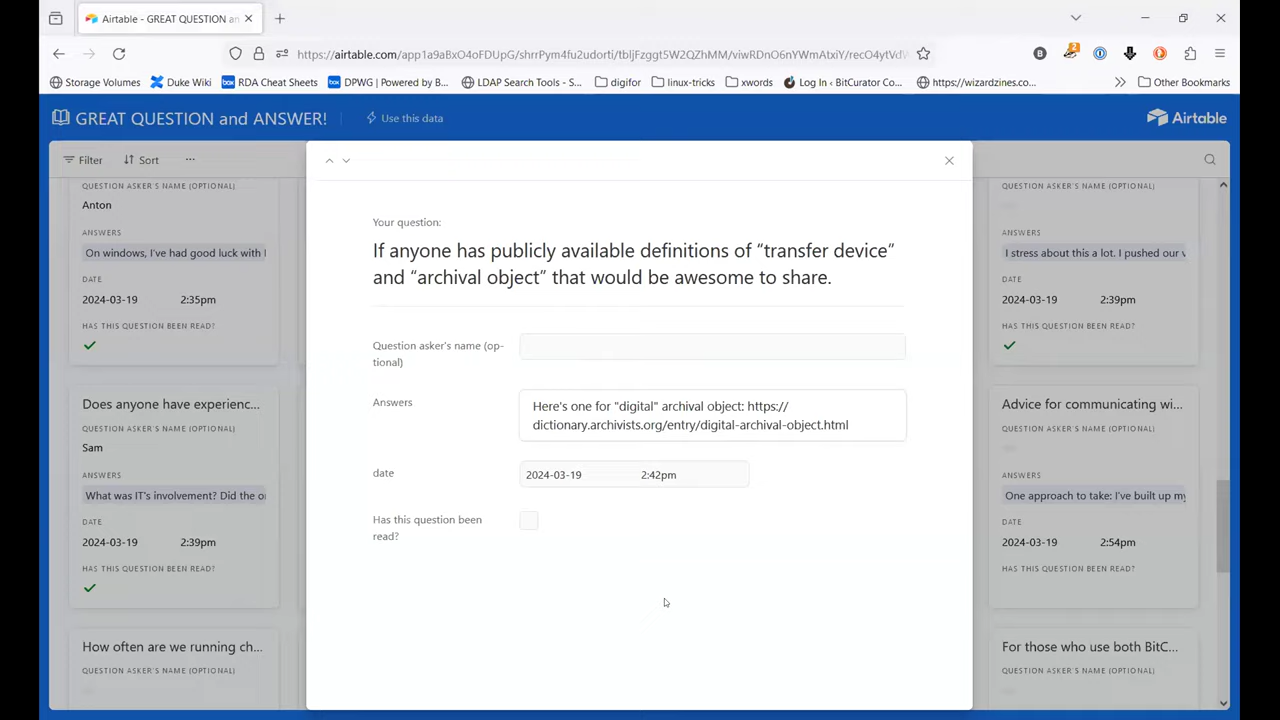 Airtable - GREAT QUESTION an
https://airtable.com/app1a9aBxO4oFDUpG/shrrPym4fu2udorti/tbljFzggt5W2QZhMM/viwRDnO6nYWmAtxiY/recO4ytVdW
2
Storage Volumes
Duke Wiki
RDA Cheat Sheets
DPWG | Powered by B...
LDAP Search Tools - S...
digifor
linux-tricks
xwords
Log In ‹ BitCurator Co...
https://wizardzines.co...
Other Bookmarks
GREAT QUESTION and ANSWER!
Use this data
Airtable
Filter
Sort
QUESTION ASKER'S NAME (OPTIONAL)
Anton
ANSWERS
On windows, I've had good luck with
DATE
2024-03-19 2:35pm
HAS THIS QUESTION BEEN READ?
Does anyone have experienc...
Sam
ANSWERS
What was IT's involvement? Did the o
DATE
2024-03-19 2:39pm
HAS THIS QUESTION BEEN READ?
How often are we running ch...
QUESTION ASKER'S NAME (OPTIONAL)
Your question:
If anyone has publicly available definitions of “transfer device”
and “archival object” that would be awesome to share.
Question asker's name (op-
tional)
Answers
Here's one for "digital" archival object: https://
dictionary.archivists.org/entry/digital-archival-object.html
date
2024-03-19 2:42pm
Has this question been
read?
QUESTION ASKER'S NAME (OPTIONAL)
ANSWERS
I stress about this a lot. I pushed our v
DATE
2024-03-19 2:39pm
HAS THIS QUESTION BEEN READ?
Advice for communicating wi...
ANSWERS
One approach to take: I've built up my
DATE
2024-03-19 2:54pm
HAS THIS QUESTION BEEN READ?
For those who use both BitC...
QUESTION ASKER'S NAME (OPTIONAL)